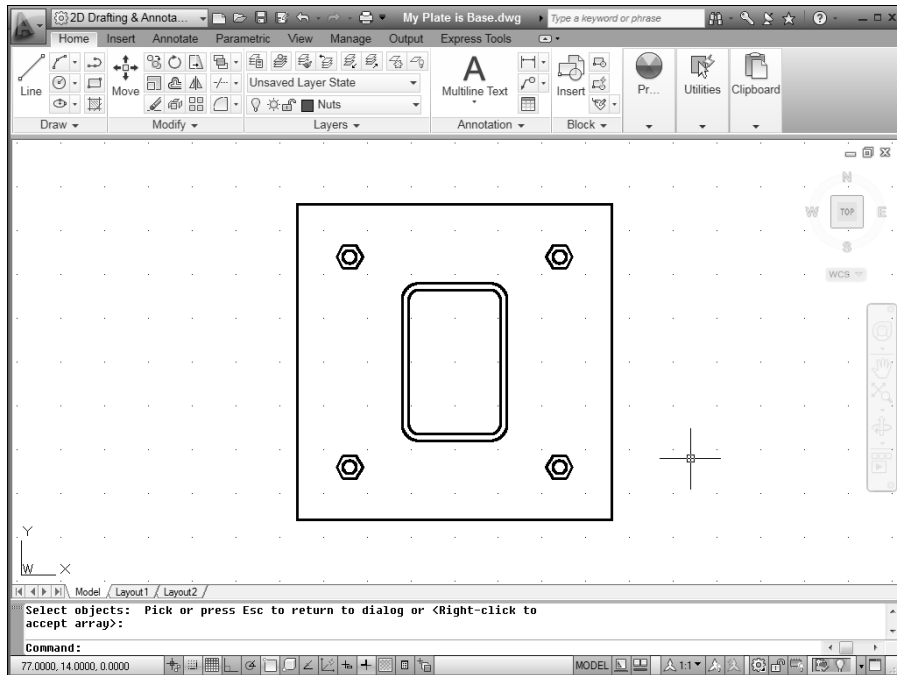 2D Drafting & Annota... My Plate is Base.dwg Type a keyword or phrase
Home Insert Annotate Parametric View Manage Output Express Tools
Line Move Unsaved Layer State Nuts A Multiline Text Insert Pr... Utilities Clipboard
Draw Modify Layers Annotation Block
N
W TOP E
S
WCS
Y
W X
Model Layout1 Layout2
Select objects: Pick or press Esc to return to dialog or <Right-click to
accept array>:
Command:
77.0000, 14.0000, 0.0000 MODEL 1:1